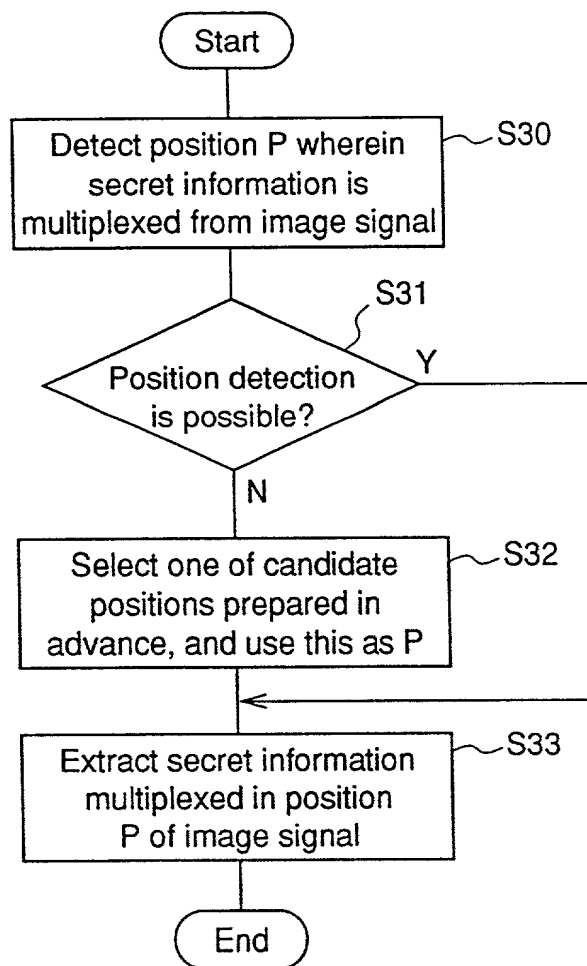 Start
S30
Detect position P wherein
secret information is
multiplexed from image signal
S31
Y
Position detection
is possible?
N
S32
Select one of candidate
positions prepared in
advance, and use this as P
S33
Extract secret information
multiplexed in position
P of image signal
End